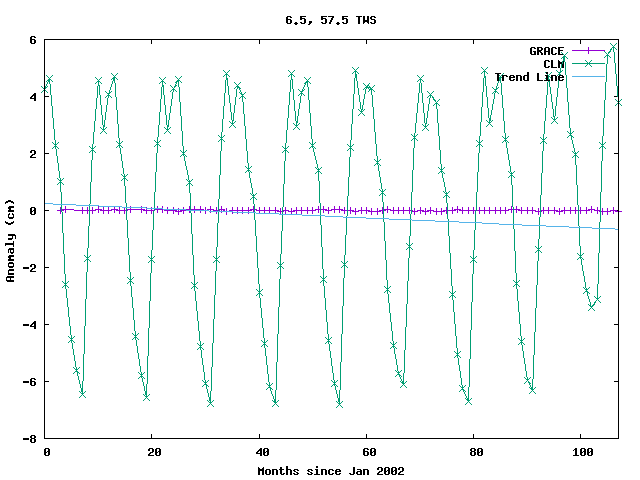 6.5, 57.5 TWS
GRACE
CLM
Trend Line
6
4
2
0
-2
-4
-6
-8
Anomaly (cm)
0 20 40 60 80 100
Months since Jan 2002